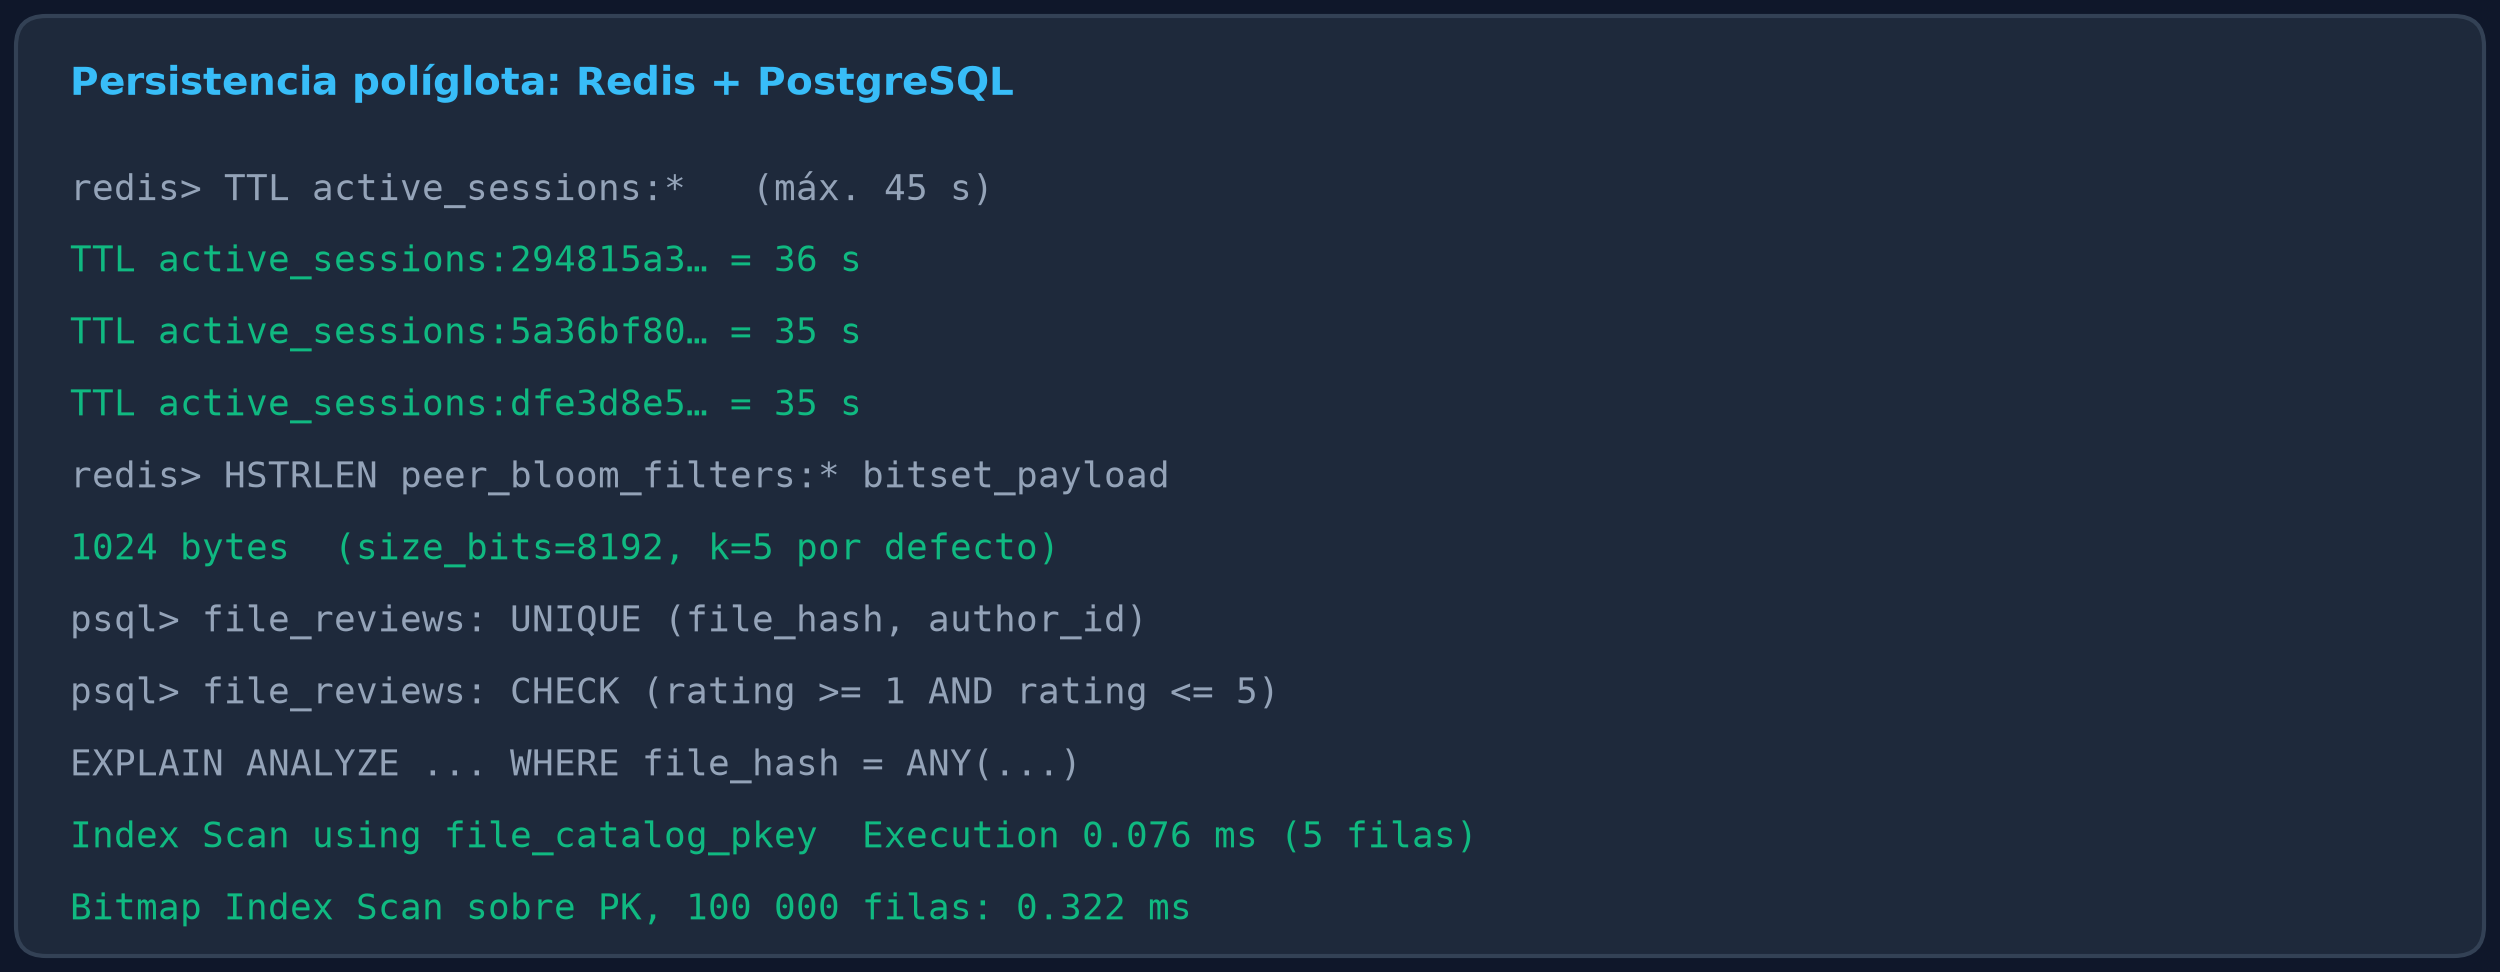 Persistencia políglota: Redis + PostgreSQL
redis> TTL active_sessions:*   (máx. 45 s)
TTL active_sessions:294815a3… = 36 s
TTL active_sessions:5a36bf80… = 35 s
TTL active_sessions:dfe3d8e5… = 35 s
redis> HSTRLEN peer_bloom_filters:* bitset_payload
1024 bytes  (size_bits=8192, k=5 por defecto)
psql> file_reviews: UNIQUE (file_hash, author_id)
psql> file_reviews: CHECK (rating >= 1 AND rating <= 5)
EXPLAIN ANALYZE ... WHERE file_hash = ANY(...)
Index Scan using file_catalog_pkey  Execution 0.076 ms (5 filas)
Bitmap Index Scan sobre PK, 100 000 filas: 0.322 ms